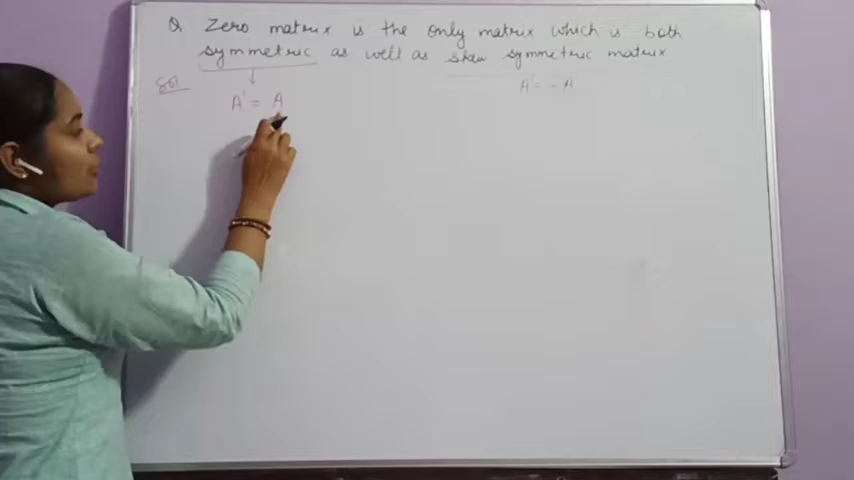 Q Zero matrix is the only matrix which is both
symmetric as well as skew symmetric matrix
Sol
A' = A
A' = - A